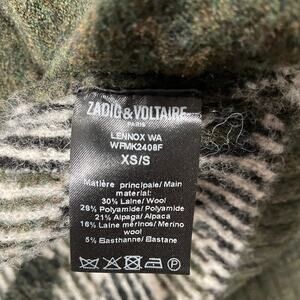 ZADIG & VOLTAIRE
PARIS
LENNOX WA
WFMK2408F
XS/S
Matière principale/Main
material:
30% Laine/ Wool
28% Polyamide/ Polyamide
21% Alpaga/ Alpaca
16% Laine mérinos/ Merino
wool
5% Elasthanne/ Elastane
P